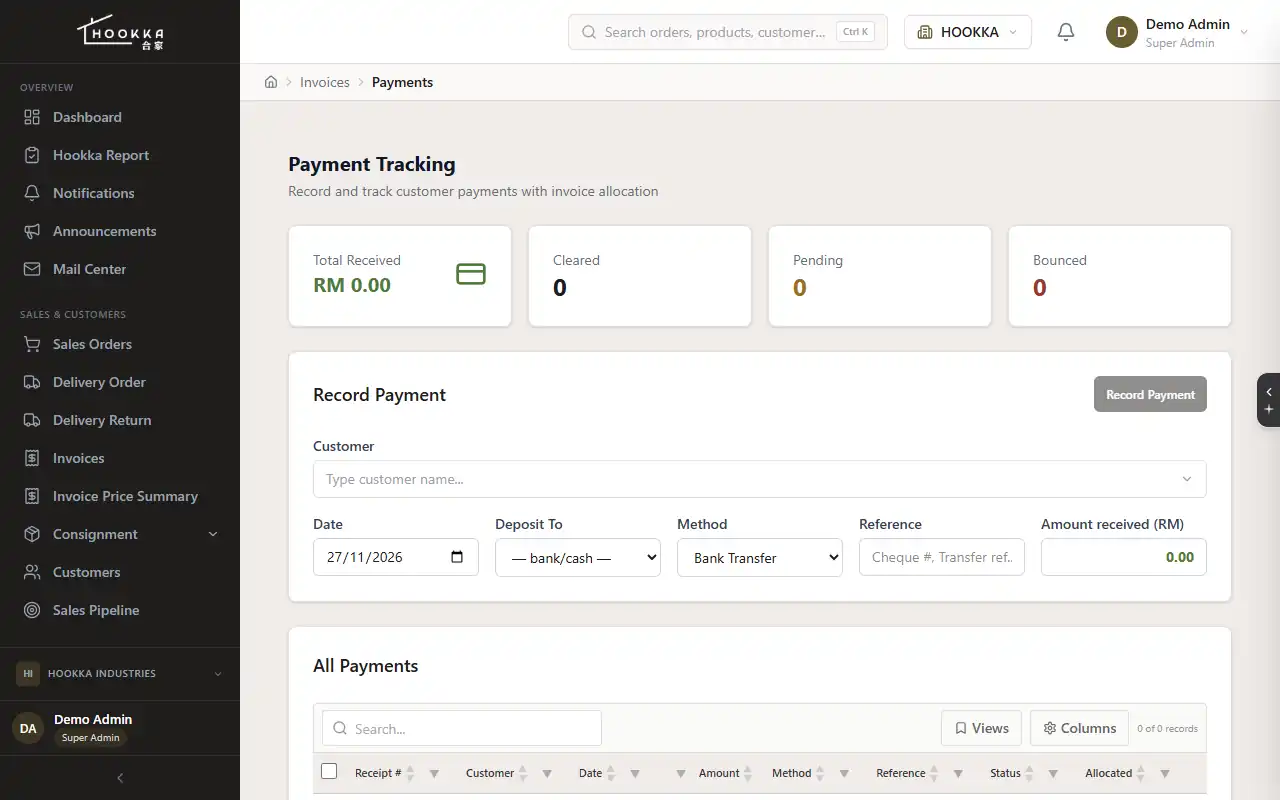 HOOKKA
合家
OVERVIEW
Dashboard
Hookka Report
Notifications
Announcements
Mail Center
SALES & CUSTOMERS
Sales Orders
Delivery Order
Delivery Return
Invoices
Invoice Price Summary
Consignment
Customers
Sales Pipeline
HI HOOKKA INDUSTRIES
DA Demo Admin
Super Admin
Search orders, products, customer... Ctrl K
HOOKKA
D Demo Admin
Super Admin
Invoices Payments
Payment Tracking
Record and track customer payments with invoice allocation
Total Received
RM 0.00
Cleared
0
Pending
0
Bounced
0
Record Payment Record Payment
Customer
Type customer name...
Date Deposit To Method Reference Amount received (RM)
27/11/2026 — bank/cash — Bank Transfer Cheque #, Transfer ref.. 0.00
All Payments
Search... Views Columns 0 of 0 records
Receipt # Customer Date Amount Method Reference Status Allocated